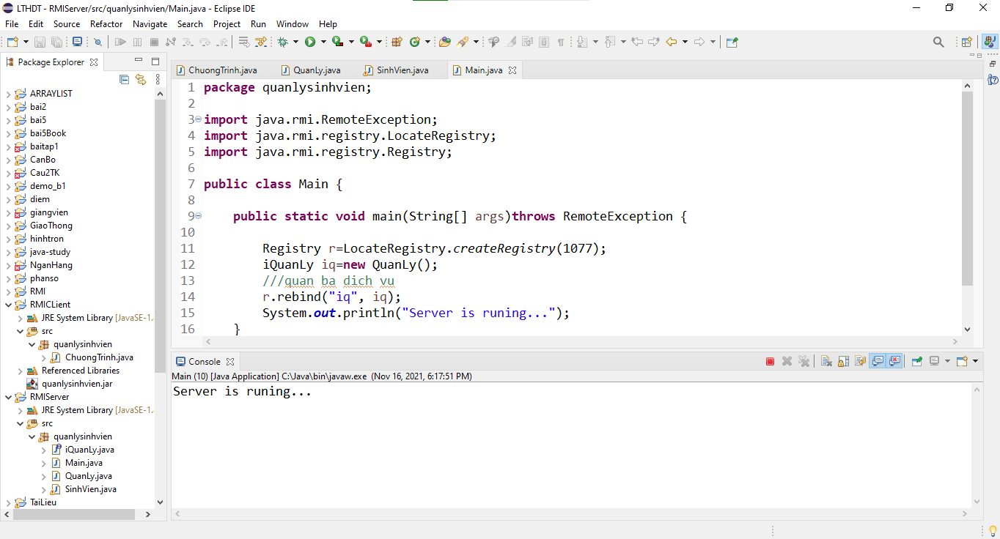 LTHDT - RMIServer/src/quanlysinhvien/Main.java - Eclipse IDE
File Edit Source Refactor Navigate Search Project Run Window Help
Package Explorer
ARRAYLIST
bai2
bai5
bai5Book
baitap1
CanBo
Cau2TK
demo_b1
diem
giangvien
GiaoThong
hinhtron
java-study
NganHang
phanso
RMI
RMICLient
JRE System Library [JavaSE-1.
src
quanlysinhvien
ChuongTrinh.java
Referenced Libraries
quanlysinhvien.jar
RMIServer
JRE System Library [JavaSE-1.
src
quanlysinhvien
iQuanLy.java
Main.java
QuanLy.java
SinhVien.java
TaiLieu
ChuongTrinh.java QuanLy.java SinhVien.java Main.java
1 package quanlysinhvien;
2
3 import java.rmi.RemoteException;
4 import java.rmi.registry.LocateRegistry;
5 import java.rmi.registry.Registry;
6
7 public class Main {
8
9 public static void main(String[] args)throws RemoteException {
10
11 Registry r=LocateRegistry.createRegistry(1077);
12 iQuanLy iq=new QuanLy();
13 ///quan ba dich vu
14 r.rebind("iq", iq);
15 System.out.println("Server is runing...");
16 }
Console
Main (10) [Java Application] C:\Java\bin\javaw.exe (Nov 16, 2021, 6:17:51 PM)
Server is runing...